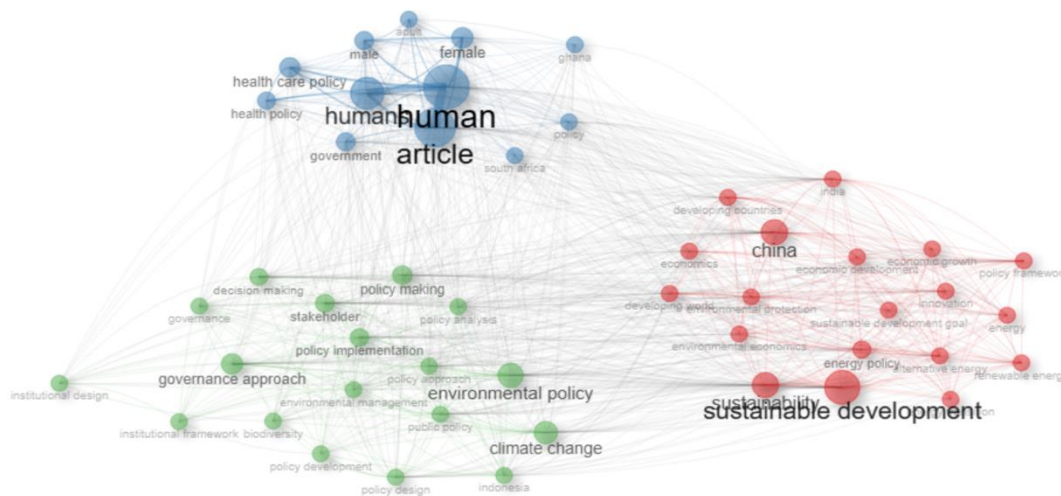 adult
male
female
ghana
health care policy
health policy
humans
human
article
policy
government
south africa
india
developing countries
china
economics
economic development
economic growth
policy framework
developing world
environmental protection
innovation
sustainable development goal
energy
environmental economics
energy policy
alternative energy
sustainability
sustainable development
decision making
policy making
governance
stakeholder
policy analysis
policy implementation
governance approach
policy approach
environmental policy
institutional design
environmental management
public policy
institutional framework
biodiversity
climate change
policy development
policy design
indonesia